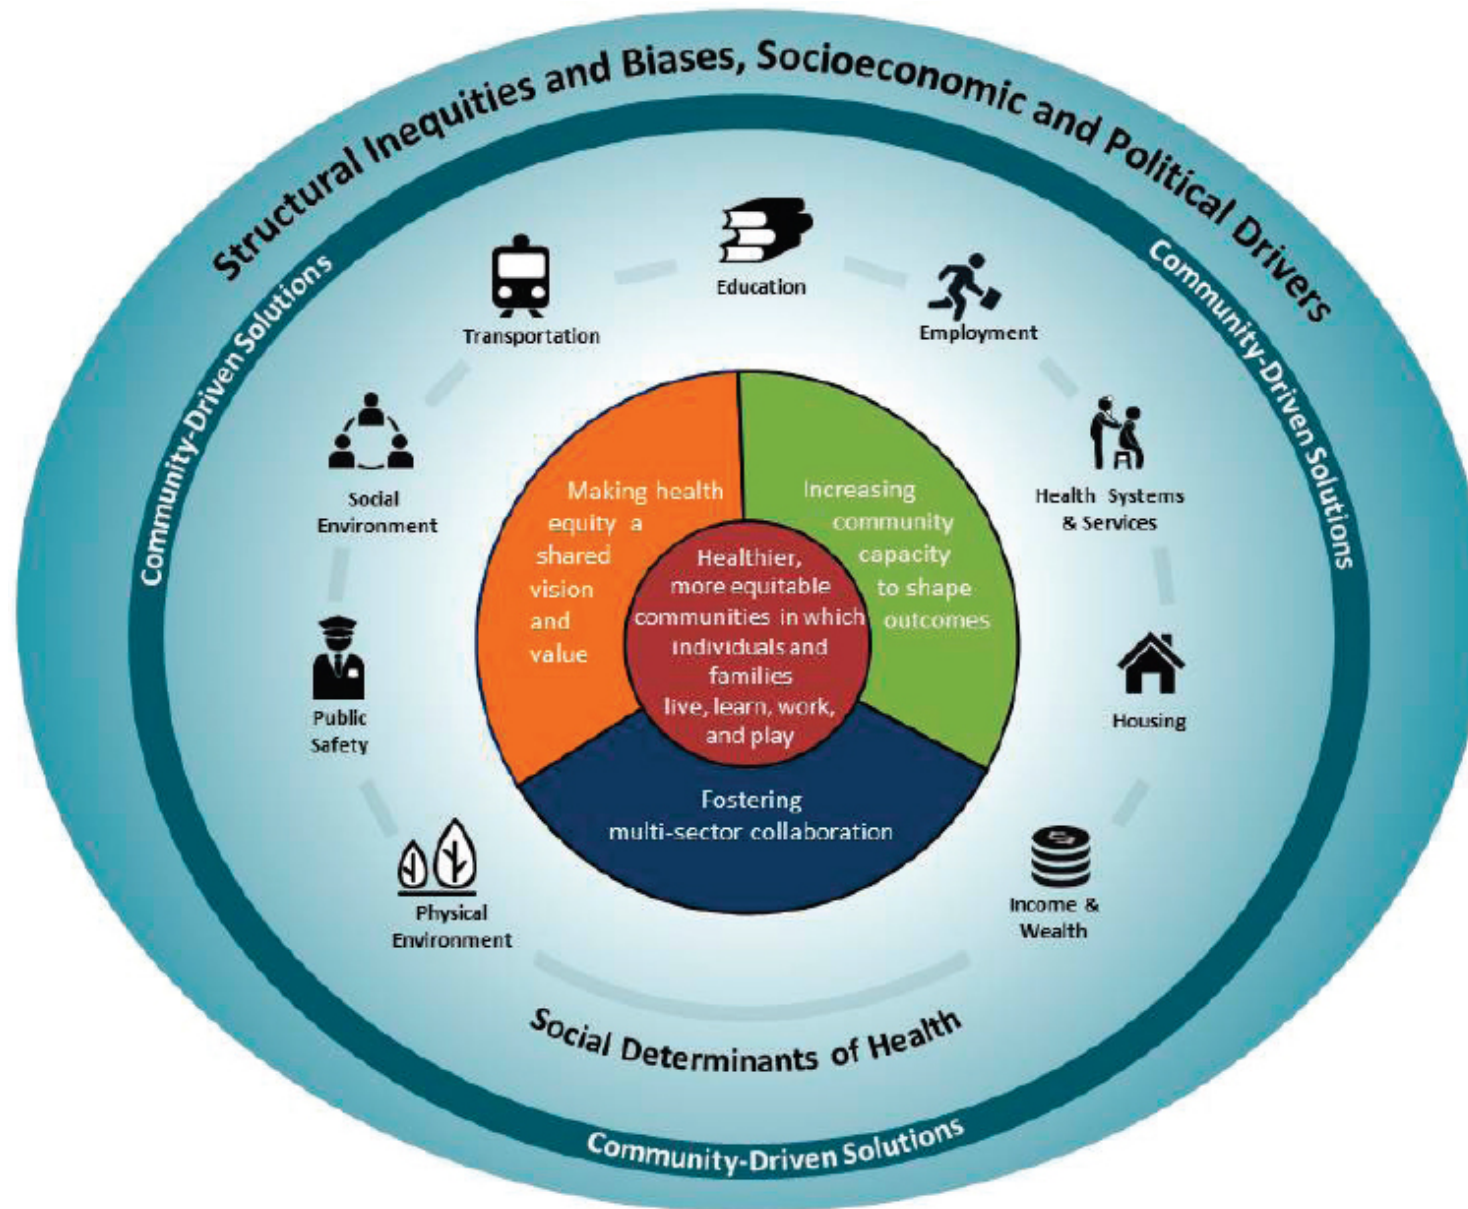 Structural Inequities and Biases, Socioeconomic and Political Drivers
Community-Driven Solutions
Community-Driven Solutions
Education
Transportation
Employment
Social
Environment
Health Systems
& Services
Public
Safety
Housing
Physical
Environment
Income &
Wealth
Making health
equity a
shared
vision
and
value
Increasing
community
capacity
to shape
outcomes
Healthier,
more equitable
communities in which
individuals and
families
live, learn, work,
and play
Fostering
multi-sector collaboration
Social Determinants of Health
Community-Driven Solutions